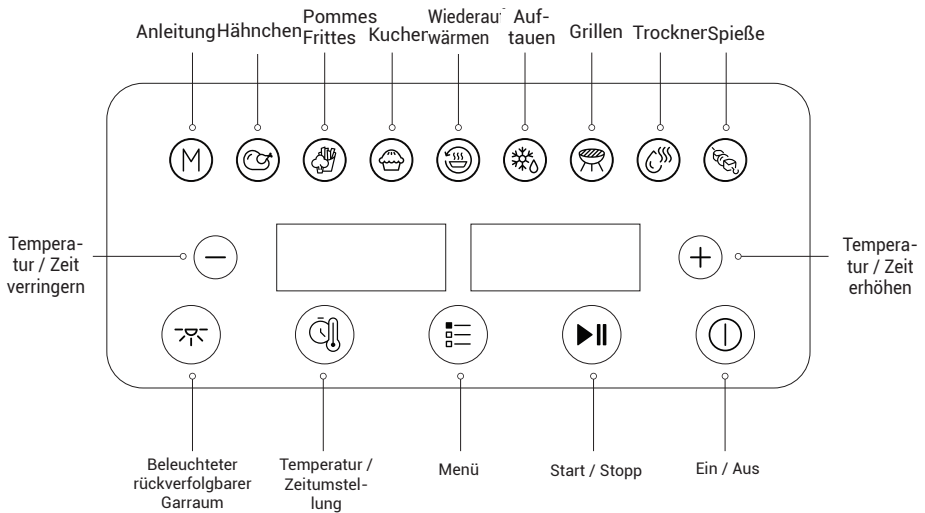 Anleitung Hähnchen Pommes Frittes Kucher Wiederau wärmen Auf- tauen Grillen Trockner Spieße
M
Tempera-
tur / Zeit
verringern
Tempera-
tur / Zeit
erhöhen
Beleuchteter
rückverfolgbarer
Garraum
Temperatur /
Zeitumstel-
lung
Menü
Start / Stopp
Ein / Aus